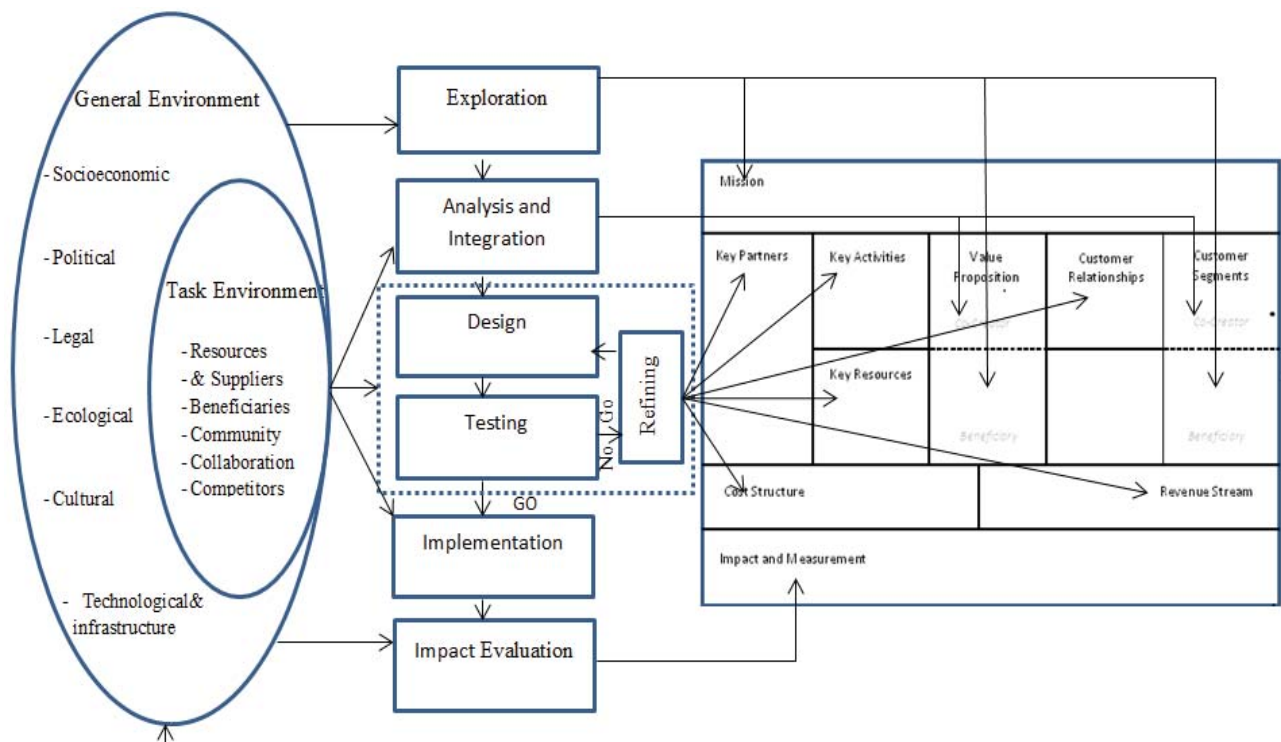 General Environment
- Socioeconomic
- Political
- Legal
- Ecological
- Cultural
- Technological&
infrastructure
Task Environment
- Resources
- & Suppliers
- Beneficiaries
- Community
- Collaboration
- Competitors
Exploration
Analysis and
Integration
Design
Testing
No Go
Refining
GO
Implementation
Impact Evaluation
Mission
Key Partners
Key Activities
Value
Proposition
Customer
Relationships
Customer
Segments
Co-Creator
Co-Creator
Key Resources
Beneficiary
Beneficiary
Cost Structure
Revenue Stream
Impact and Measurement